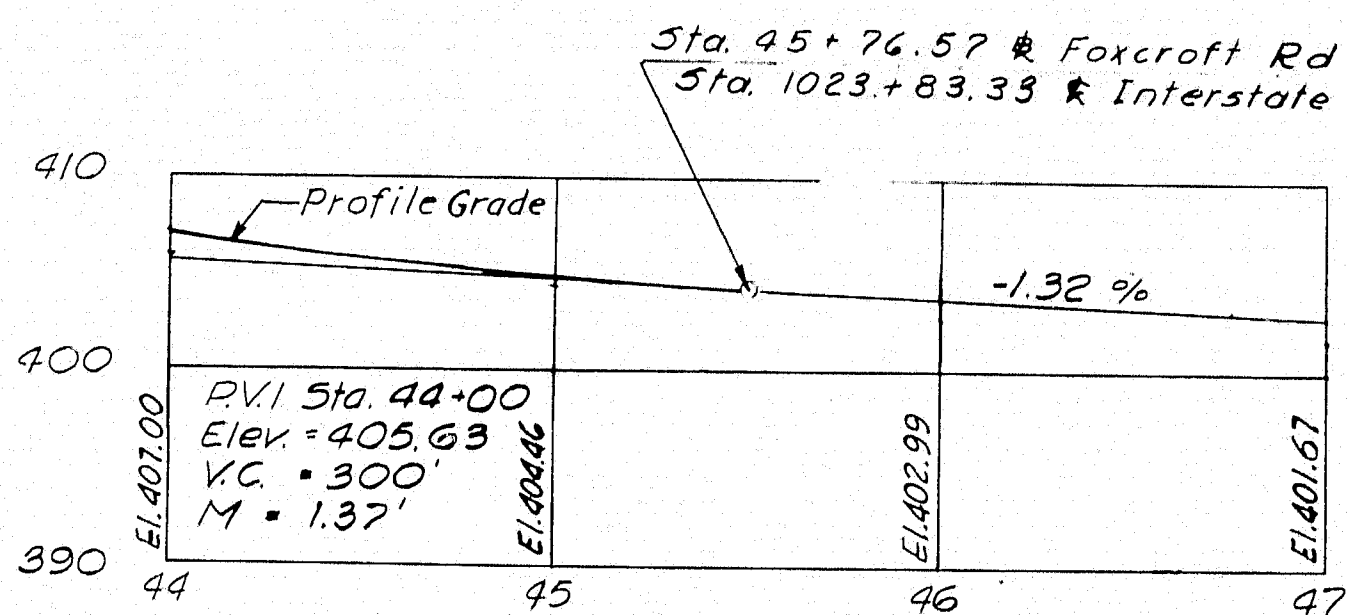 Sta. 45 + 76.57 ℄ Foxcroft Rd
Sta. 1023.+ 83.33 ℄ Interstate
410
Profile Grade
-1.32 %
400
P.V.I Sta. 44+00
Elev. = 405.63
V.C. = 300'
M = 1.37'
El.407.00
El.404.46
El.402.99
El.401.67
390
44
45
46
47